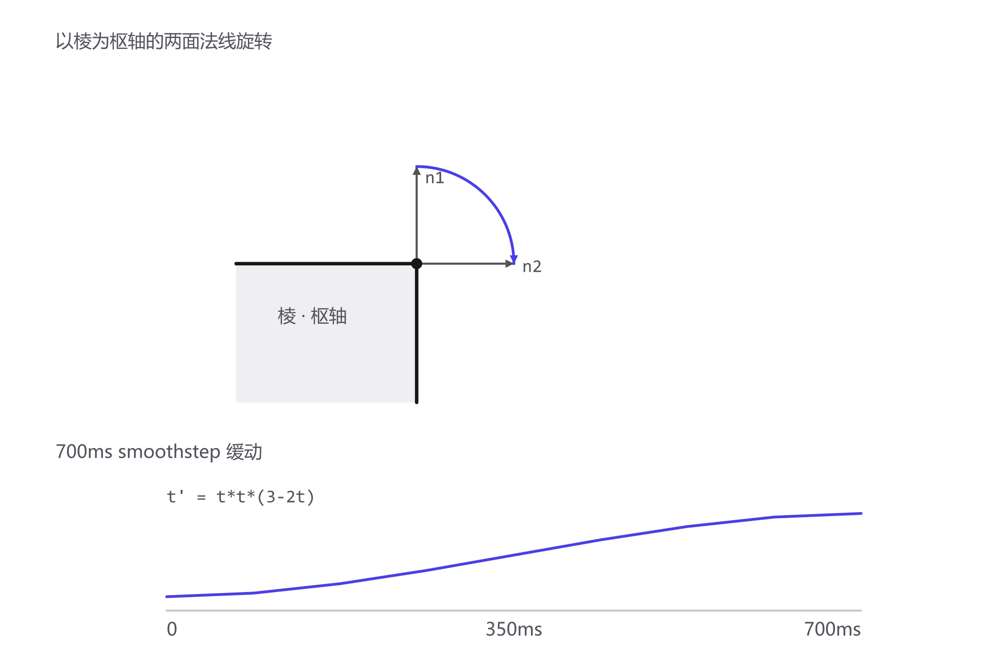 以棱为枢轴的两面法线旋转
n1
n2
棱 · 枢轴
700ms smoothstep 缓动
t' = t*t*(3-2t)
0 350ms 700ms